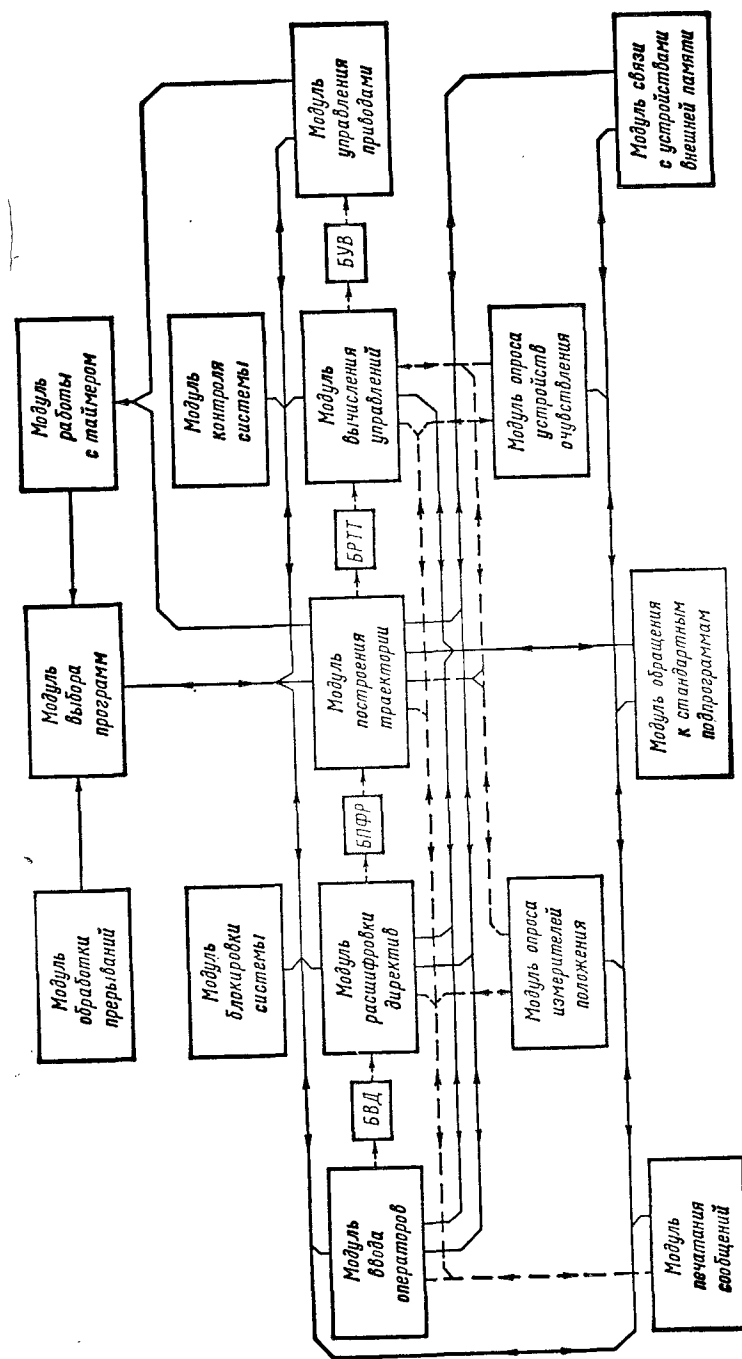 Модуль
обработки
прерываний
Модуль
выбора
программ
Модуль
работы
с таймером
Модуль
блокировки
системы
Модуль
контроля
системы
Модуль
ввода
операторов
БВД
Модуль
расшифровки
директив
БПФР
Модуль
построения
траектории
БРТТ
Модуль
вычисления
управлений
БУВ
Модуль
управления
приводами
Модуль опроса
измерителей
положения
Модуль опроса
устройств
очувствления
Модуль
печатания
сообщений
Модуль обращения
к стандартным
подпрограммам
Модуль связи
с устройствами
внешней памяти